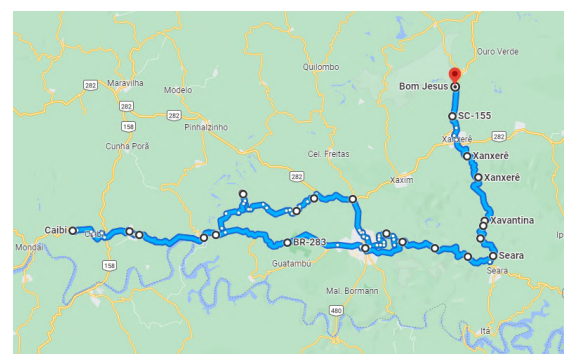 Ouro Verde
Quilombo
282
Maravilha
Modelo
Bom Jesus
SC-155
282
158
Pinhalzinho
Xanxerê
Cunha Porã
Cel. Freitas
Xanxerê
282
Xaxim
Xanxerê
Xavantina
Caibi
BR-283
Mondaí
158
Guatambú
Seara
Seara
Mal. Bormann
480
Itá